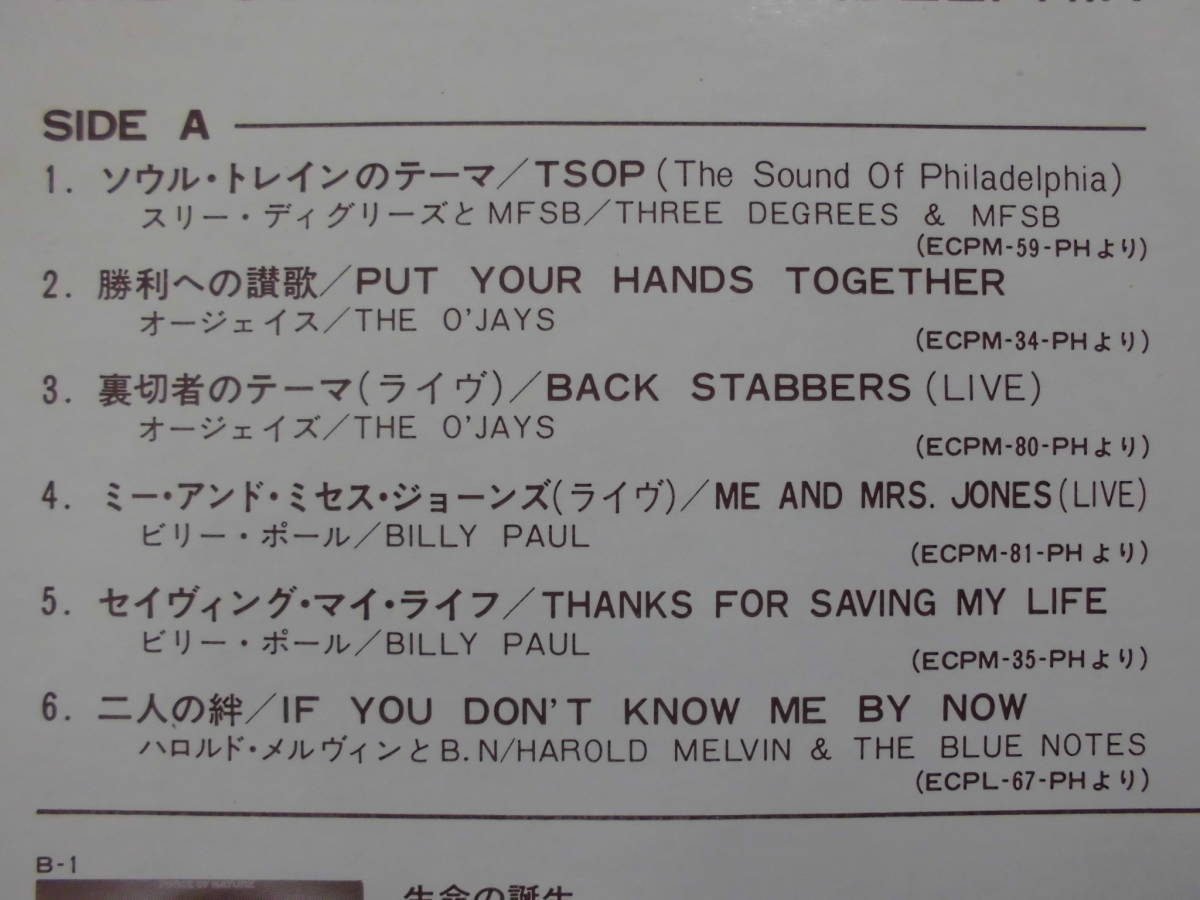 SIDE A
1. ソウル・トレインのテーマ/TSOP (The Sound Of Philadelphia)
スリー・ディグリーズとMFSB/THREE DEGREES & MFSB
(ECPM-59-PHより)
2. 勝利への讃歌/PUT YOUR HANDS TOGETHER
オージェイス/THE O'JAYS
(ECPM-34-PHより)
3. 裏切者のテーマ(ライヴ)/BACK STABBERS (LIVE)
オージェイズ/THE O'JAYS
(ECPM-80-PHより)
4. ミー・アンド・ミセス・ジョーンズ(ライヴ)/ME AND MRS. JONES (LIVE)
ビリー・ポール/BILLY PAUL
(ECPM-81-PHより)
5. セイヴィング・マイ・ライフ/THANKS FOR SAVING MY LIFE
ビリー・ポール/BILLY PAUL
(ECPM-35-PHより)
6. 二人の絆/IF YOU DON'T KNOW ME BY NOW
ハロルド・メルヴィンとB.N/HAROLD MELVIN & THE BLUE NOTES
(ECPL-67-PHより)
B-1
生命の誕生